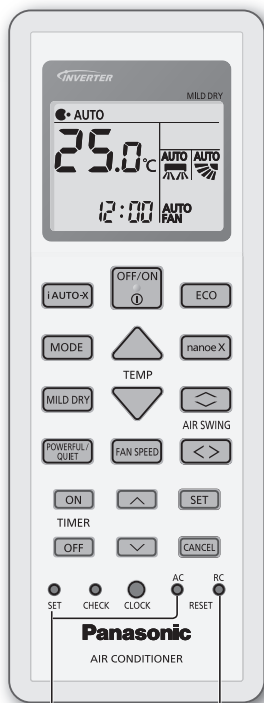 INVERTER
MILD DRY
AUTO
25.0°C
AUTO AUTO
12:00 AUTO FAN
OFF/ON
iAUTO-X
ECO
MODE
TEMP
nanoe X
MILD DRY
AIR SWING
POWERFUL/
QUIET
FAN SPEED
ON
SET
TIMER
OFF
CANCEL
AC RC
SET CHECK CLOCK RESET
Panasonic
AIR CONDITIONER